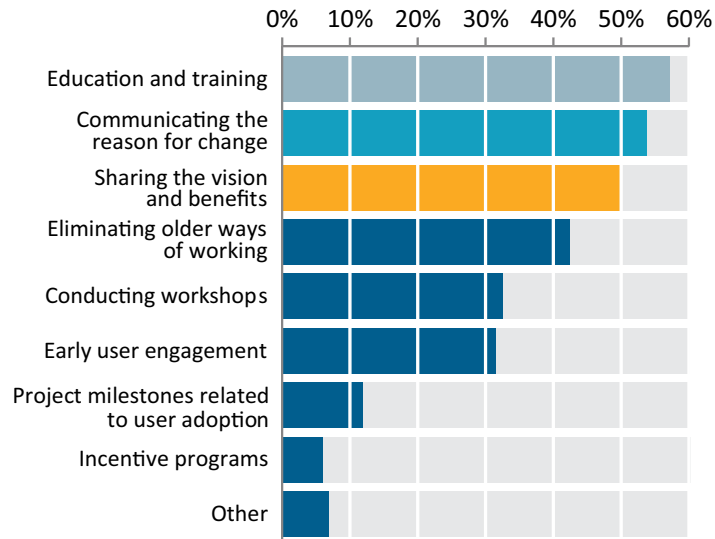 0% 10% 20% 30% 40% 50% 60%
Education and training
Communicating the
reason for change
Sharing the vision
and benefits
Eliminating older ways
of working
Conducting workshops
Early user engagement
Project milestones related
to user adoption
Incentive programs
Other